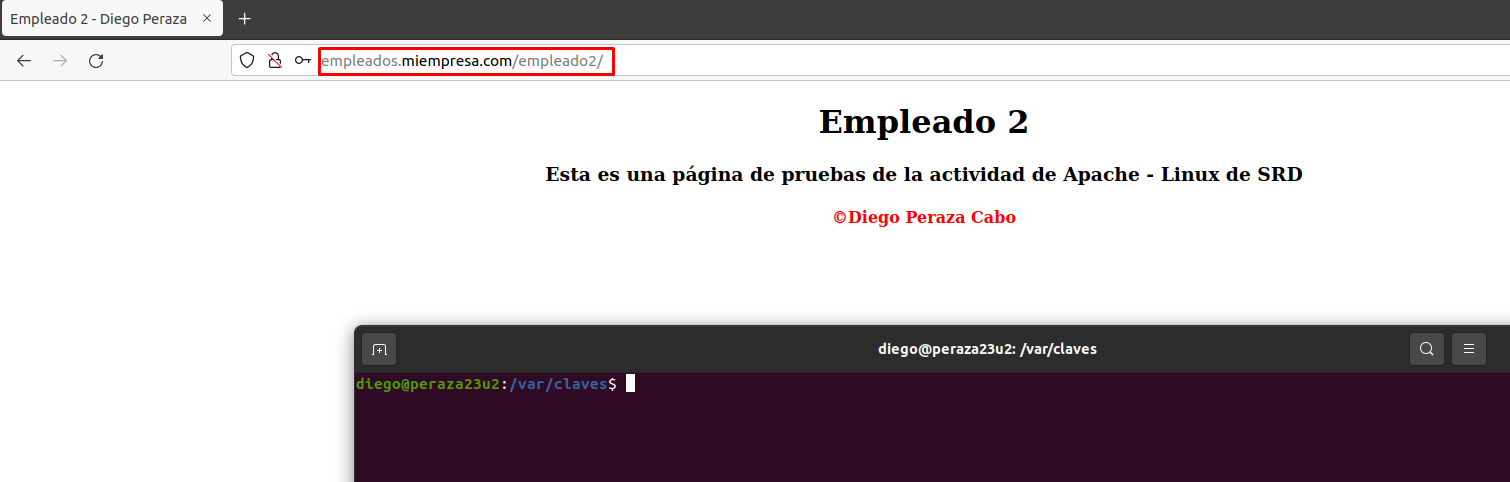 Empleado 2 - Diego Peraza
empleados.miempresa.com/empleado2/
Empleado 2
Esta es una página de pruebas de la actividad de Apache - Linux de SRD
©Diego Peraza Cabo
diego@peraza23u2: /var/claves
diego@peraza23u2:/var/claves$